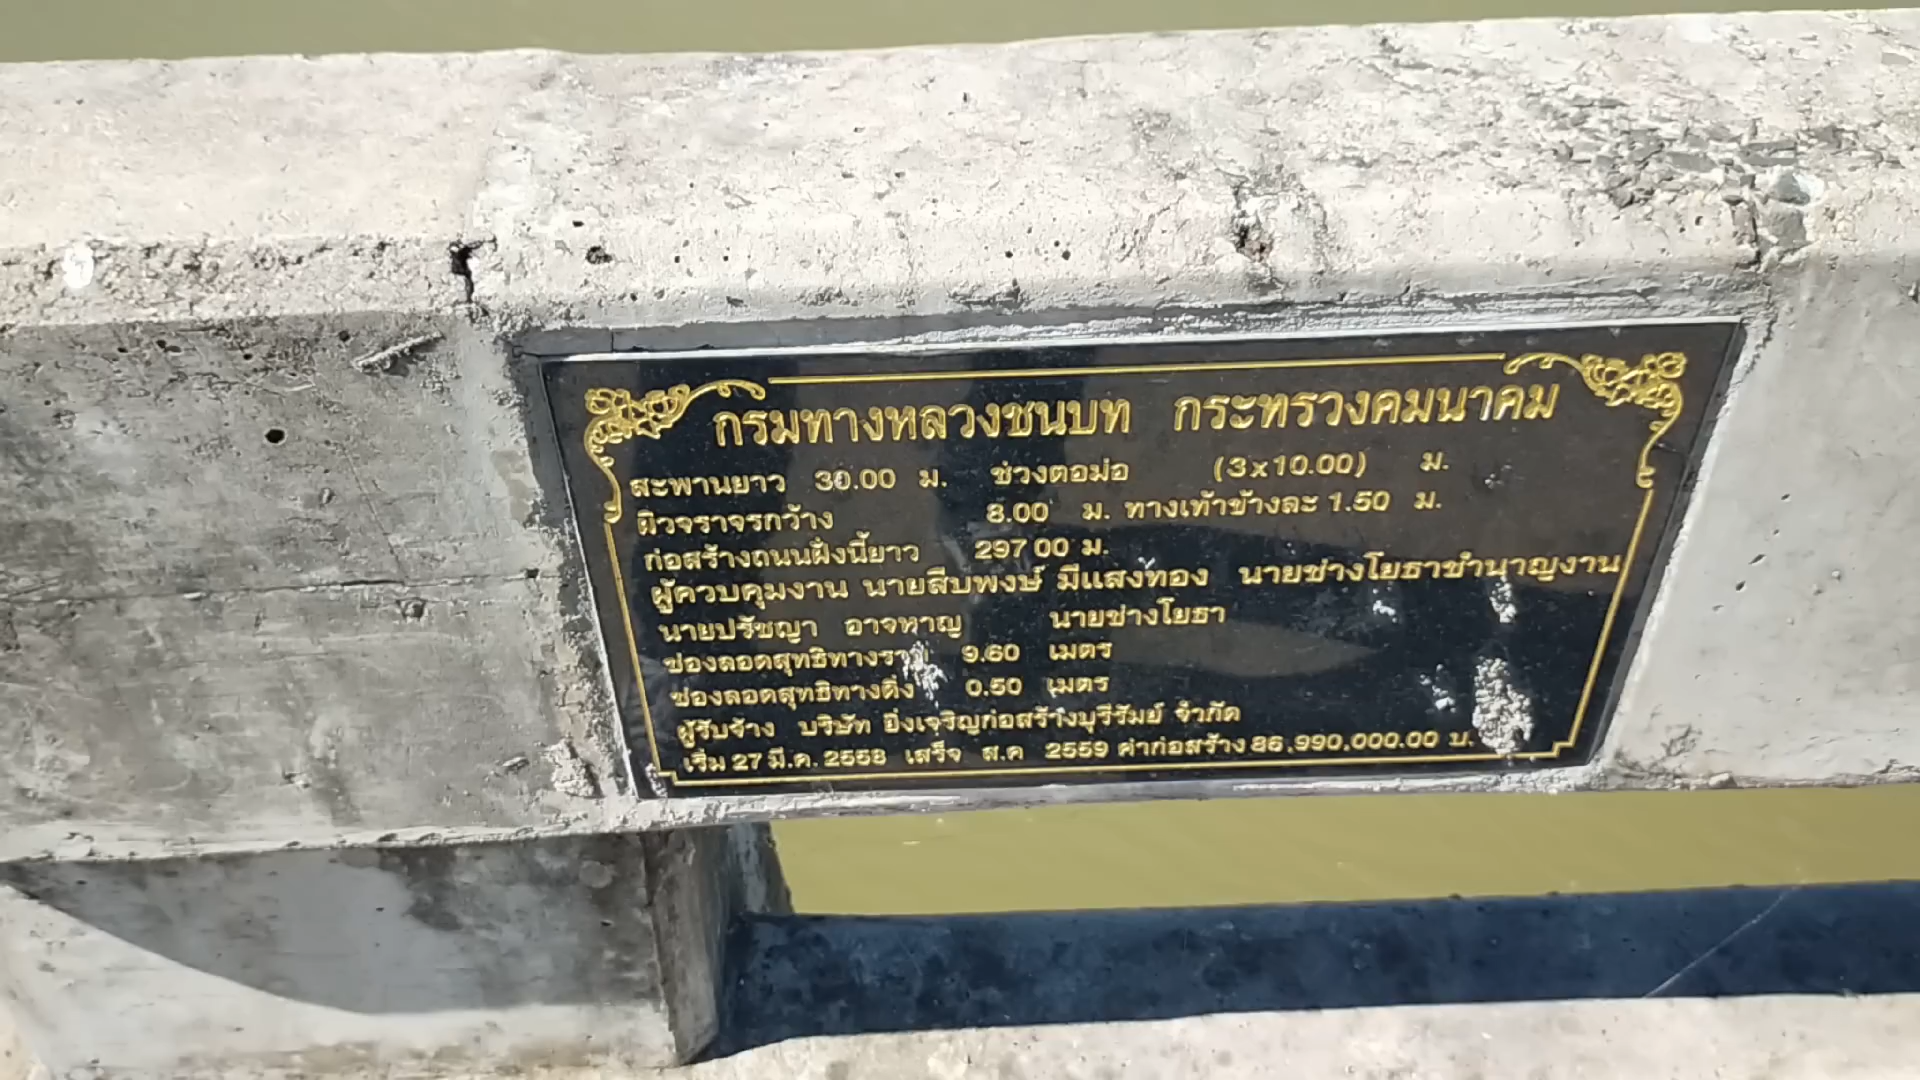 กรมทางหลวงชนบท กระทรวงคมนาคม
สะพานยาว 30.00 ม. ช่วงตอม่อ (3x10.00) ม.
ผิวจราจรกว้าง 8.00 ม. ทางเท้าข้างละ 1.50 ม.
ก่อสร้างถนนฝั่งนี้ยาว 297.00 ม.
ผู้ควบคุมงาน นายสืบพงษ์ มีแสงทอง นายช่างโยธาชำนาญงาน
นายปรัชญา อาจหาญ นายช่างโยธา
ช่องลอดสุทธิทางราบ 9.60 เมตร
ช่องลอดสุทธิทางดิ่ง 0.50 เมตร
ผู้รับจ้าง บริษัท ยิ่งเจริญก่อสร้างบุรีรัมย์ จำกัด
เริ่ม 27 มี.ค. 2558 เสร็จ ส.ค 2559 ค่าก่อสร้าง 86,990,000.00 บ.